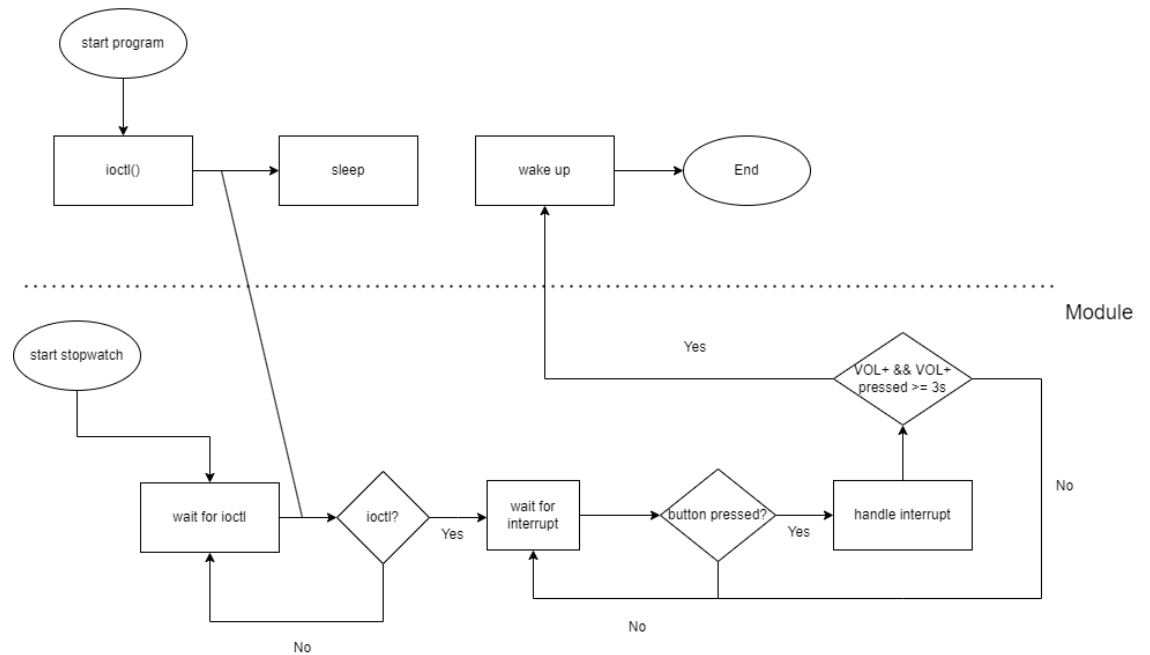 start program
ioctl()
sleep
wake up
End
Module
start stopwatch
Yes
VOL+ && VOL+
pressed >= 3s
wait for ioctl
ioctl?
Yes
wait for
interrupt
button pressed?
Yes
handle interrupt
No
No
No